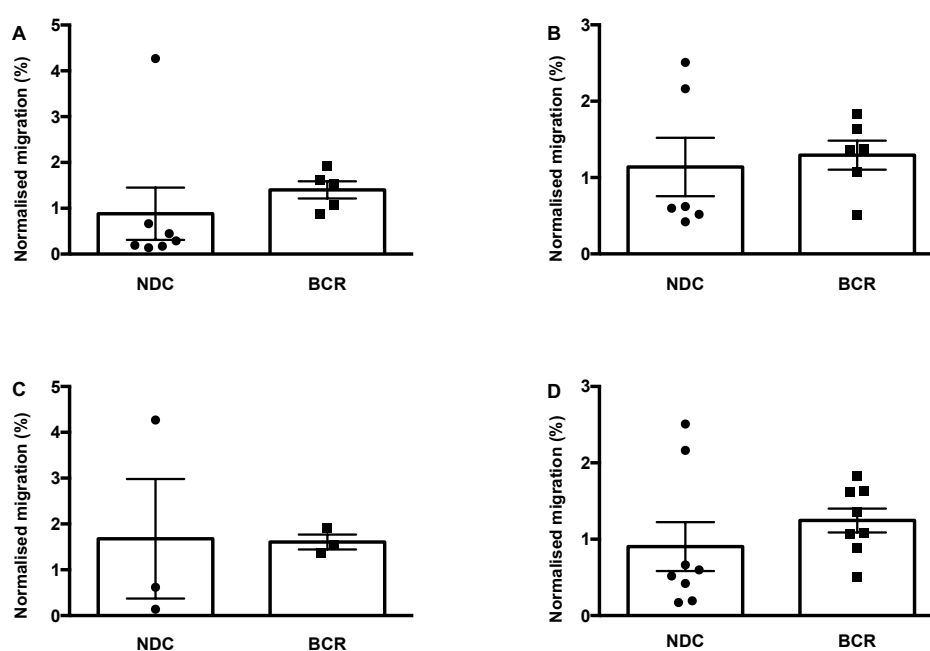 A
Normalised migration (%)
5
4
3
2
1
0
NDC
BCR
B
Normalised migration (%)
3
2
1
0
NDC
BCR
C
Normalised migration (%)
5
4
3
2
1
0
NDC
BCR
D
Normalised migration (%)
3
2
1
0
NDC
BCR